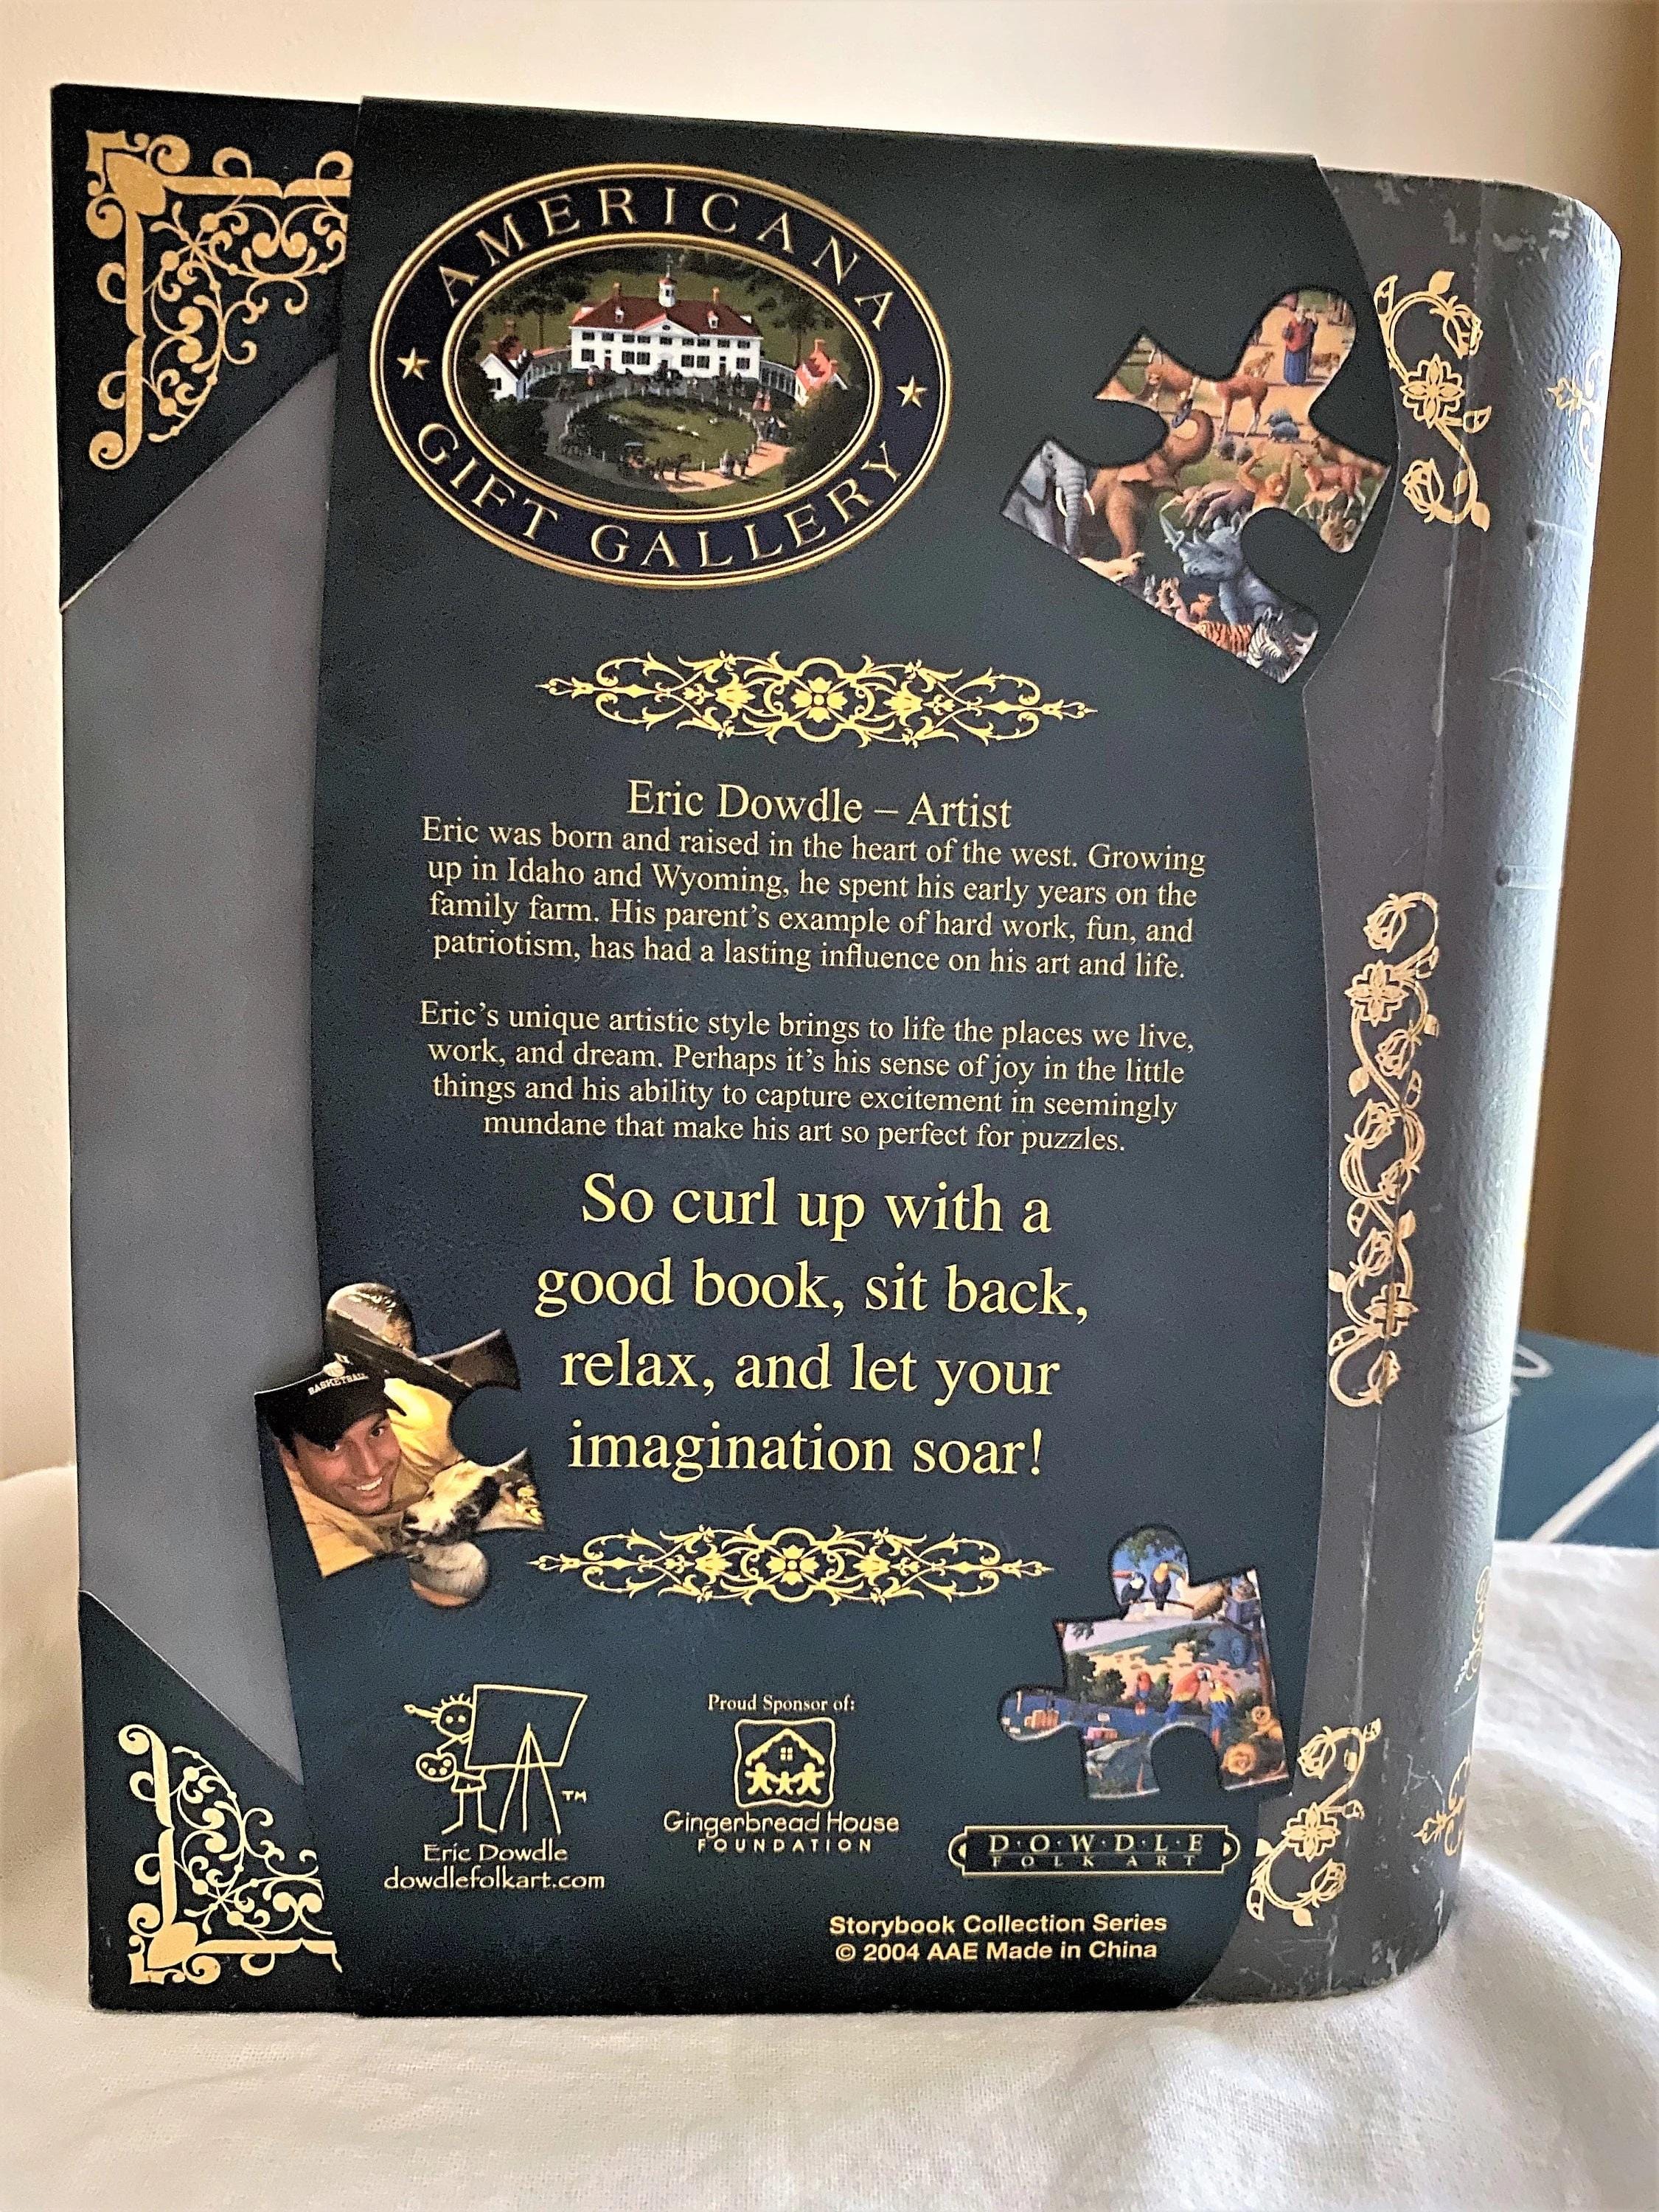 AMERICANA
GIFT GALLERY
Eric Dowdle – Artist
Eric was born and raised in the heart of the west. Growing
up in Idaho and Wyoming, he spent his early years on the
family farm. His parent's example of hard work, fun, and
patriotism, has had a lasting influence on his art and life.
Eric's unique artistic style brings to life the places we live,
work, and dream. Perhaps it's his sense of joy in the little
things and his ability to capture excitement in seemingly
mundane that make his art so perfect for puzzles.
So curl up with a
good book, sit back,
relax, and let your
imagination soar!
BASKETBALL
TM
Eric Dowdle
dowdlefolkart.com
Proud Sponsor of:
Gingerbread House
FOUNDATION
D·O·W·D·L·E
FOLK ART
Storybook Collection Series
© 2004 AAE Made in China